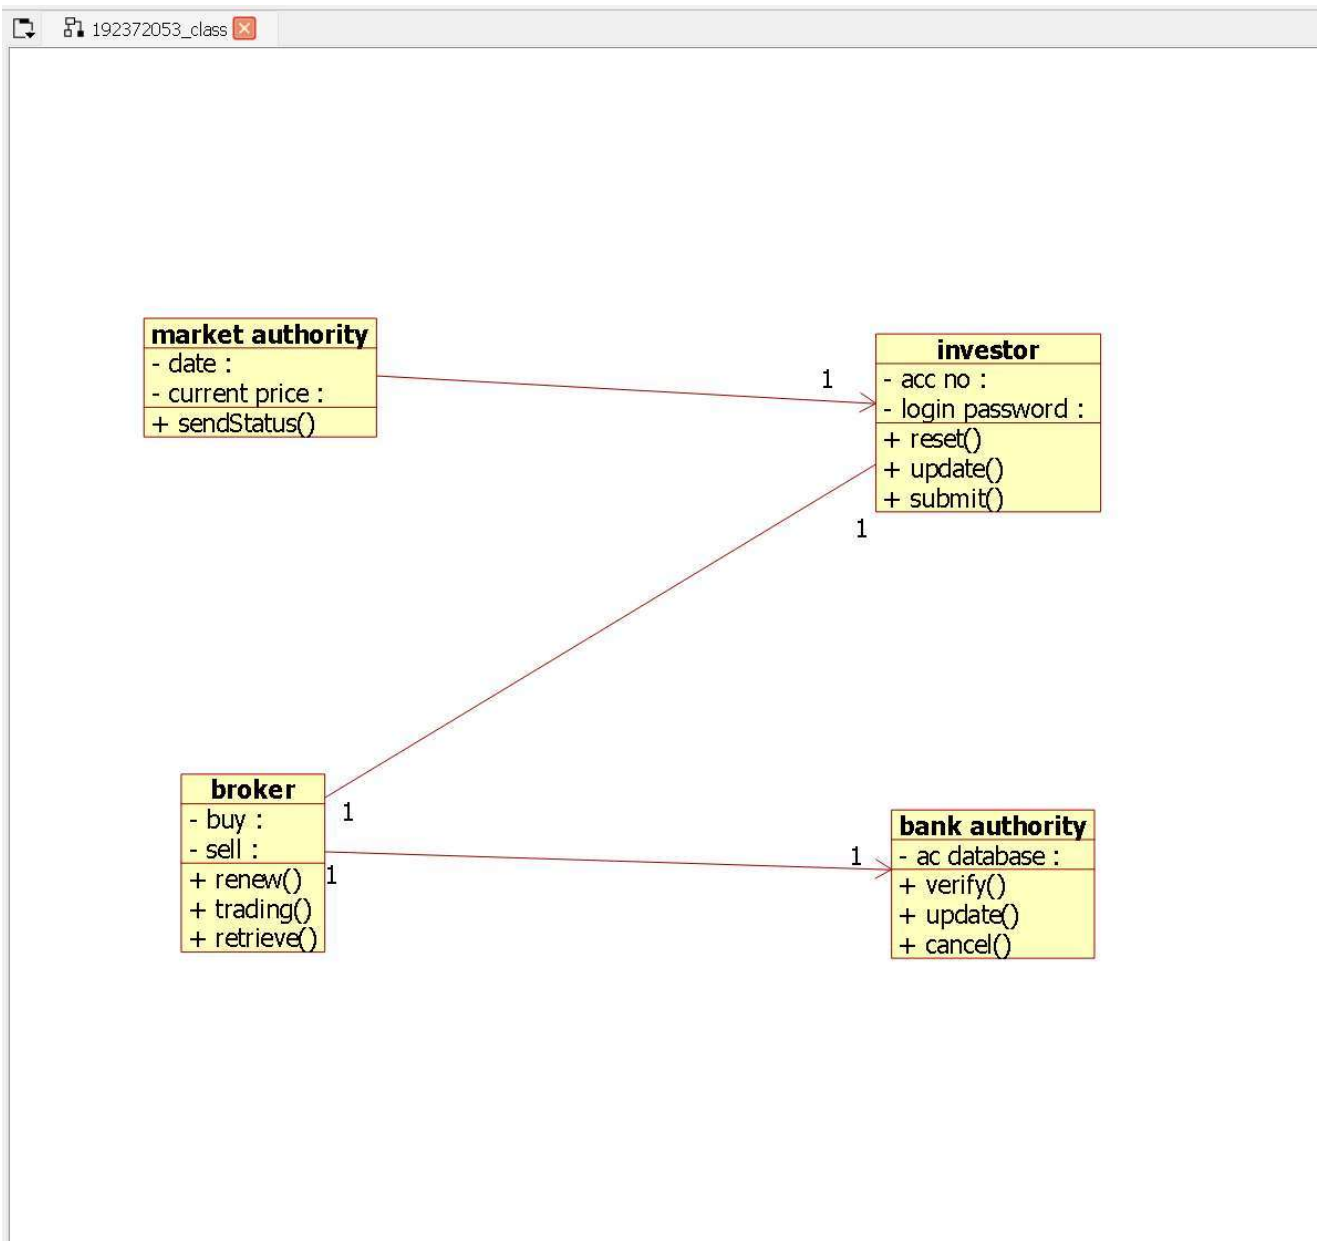 192372053_class
market authority
- date :
- current price :
+ sendStatus()
1
investor
- acc no :
- login password :
+ reset()
+ update()
+ submit()
1
broker
- buy :
- sell :
+ renew()
+ trading()
+ retrieve()
1
1
1
bank authority
- ac database :
+ verify()
+ update()
+ cancel()